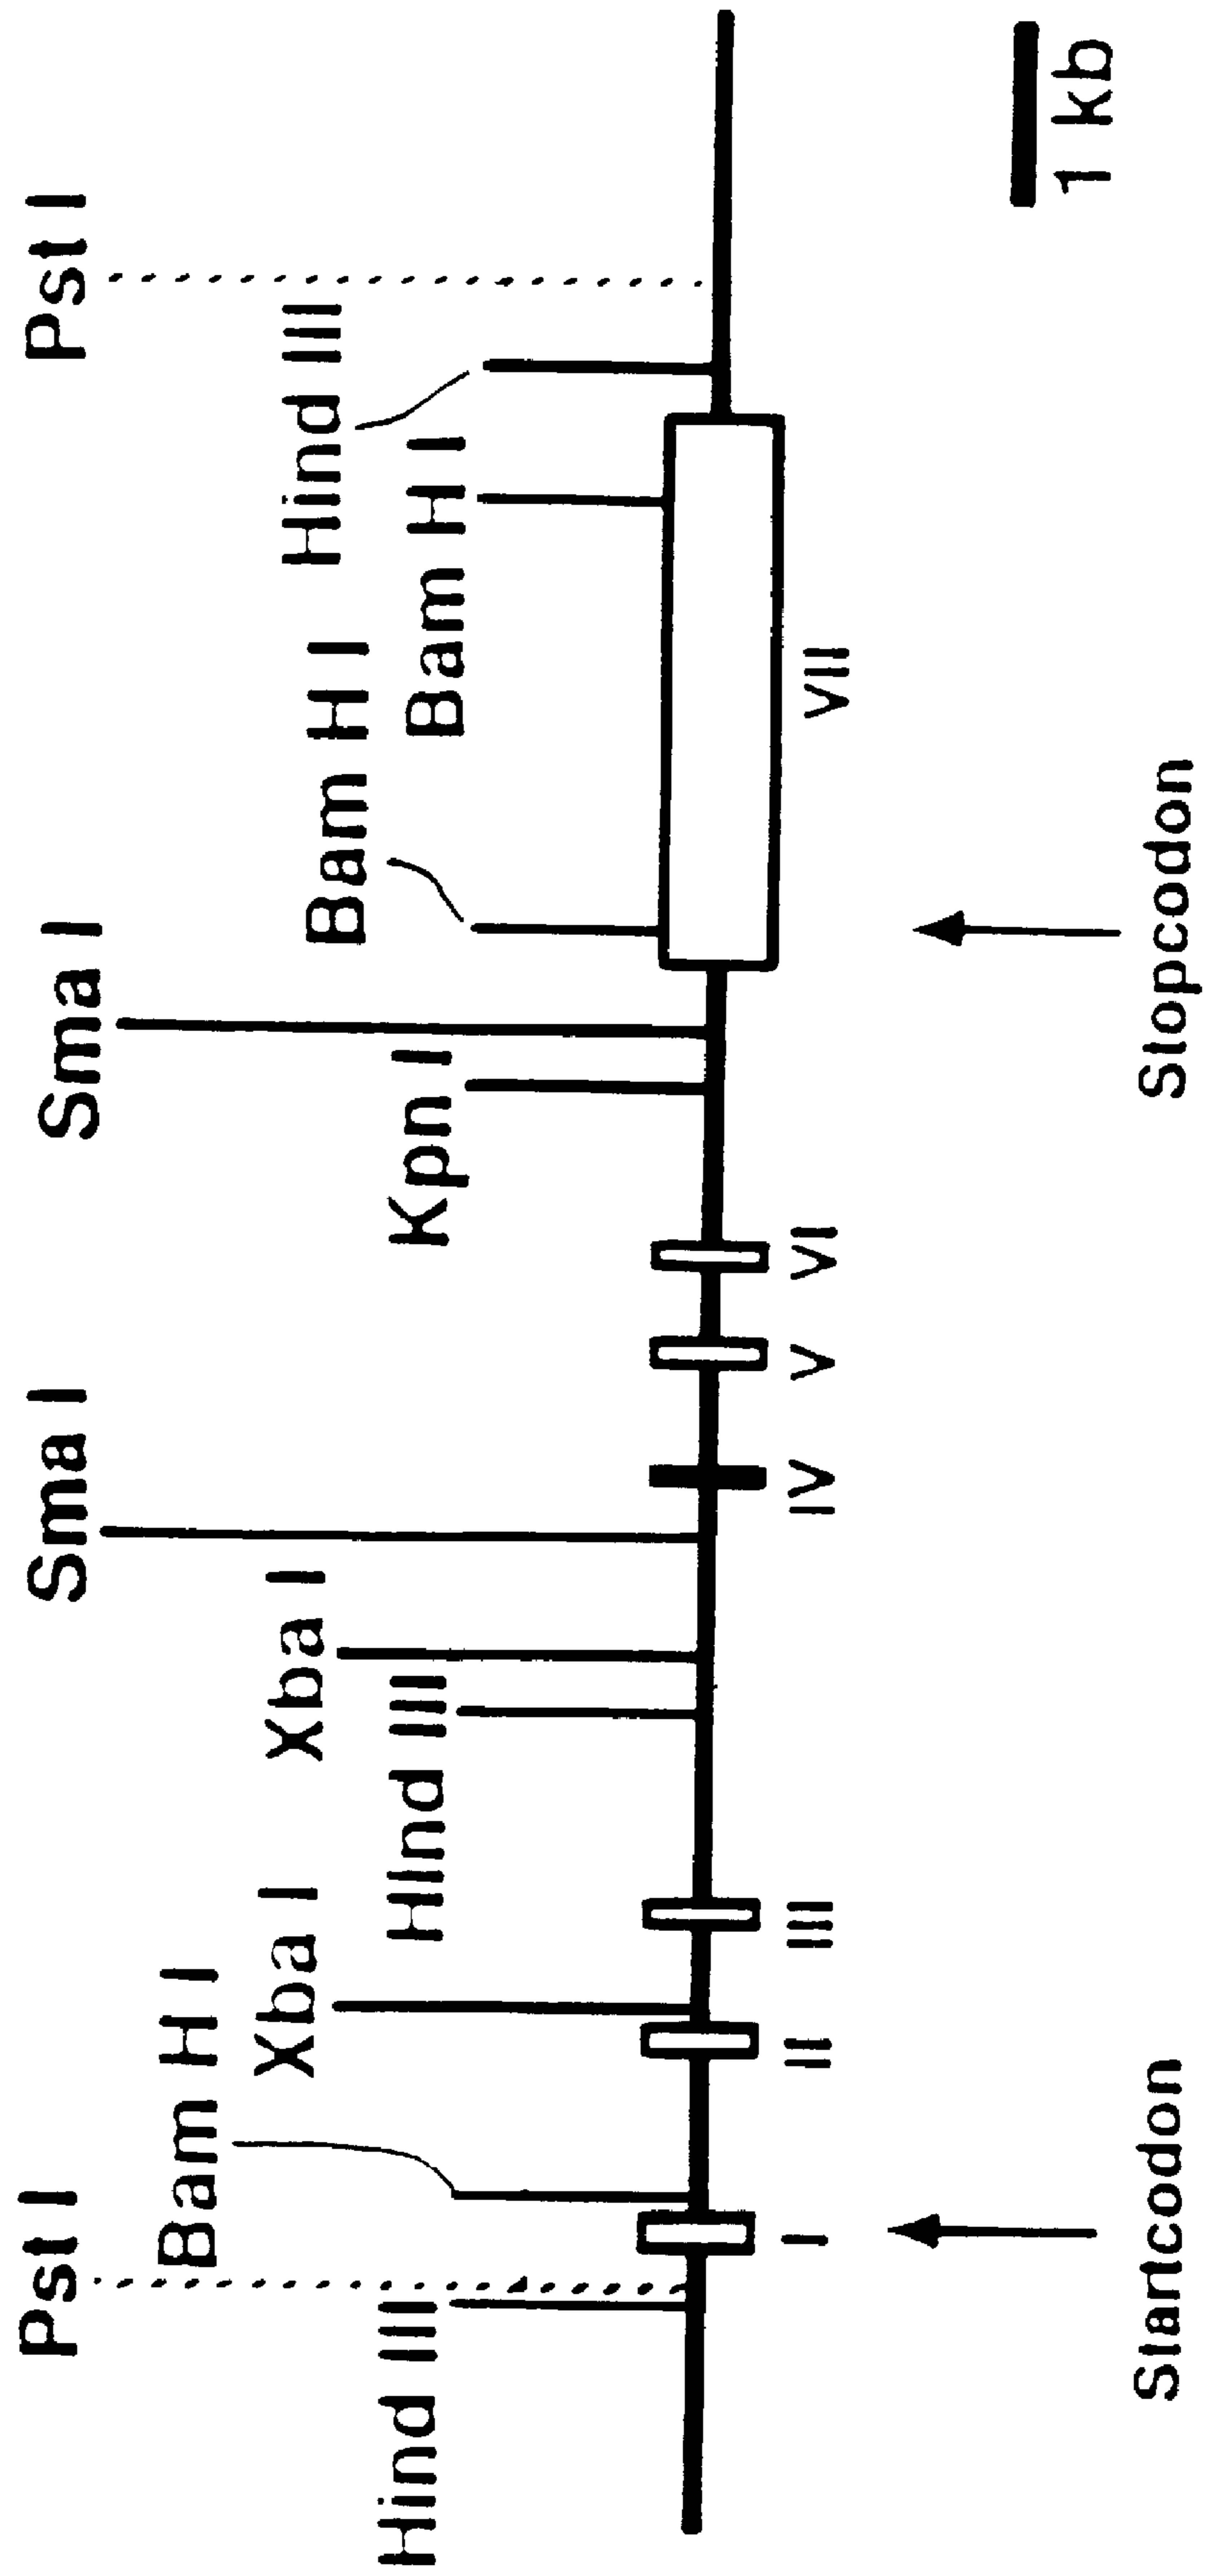 Pst I
Sma I
Sma I
Pst I
Bam H I
Xba I
Xba I
Bam H I
Hind III
Hind III
Hind III
Kpn I
Bam H I
I
II
III
IV
V
VI
VII
1 kb
Startcodon
Stopcodon